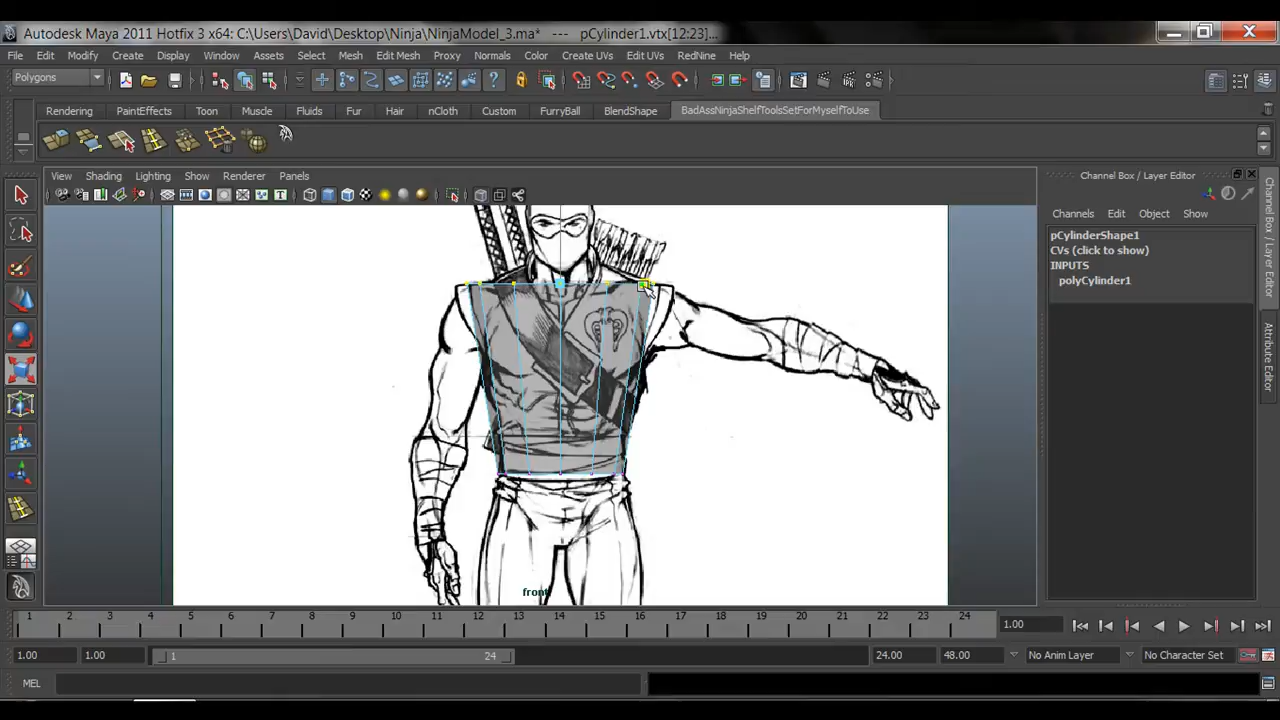 Autodesk Maya 2011 Hotfix 3 x64: C:\Users\David\Desktop\Ninja\NinjaModel_3.ma* --- pCylinder1.vtx[12:23]...
File Edit Modify Create Display Window Assets Select Mesh Edit Mesh Proxy Normals Color Create UVs Edit UVs RedNine Help
Polygons
Rendering PaintEffects Toon Muscle Fluids Fur Hair nCloth Custom FurryBall BlendShape BadAssNinjaShelfToolsSetForMyselfToUse
View Shading Lighting Show Renderer Panels
Channel Box / Layer Editor
Channels Edit Object Show
pCylinderShape1
CVs (click to show)
INPUTS
polyCylinder1
Channel Box / Layer Editor
Attribute Editor
front
1 2 3 4 5 6 7 8 9 10 11 12 13 14 15 16 17 18 19 20 21 22 23 24
1.00
1.00 1.00 1 24 24.00 48.00 No Anim Layer No Character Set
MEL